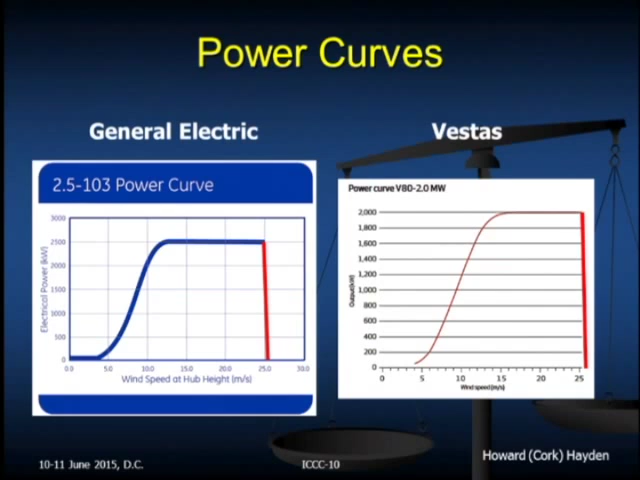 Power Curves
General Electric
Vestas
2.5-103 Power Curve
3000
2500
2000
1500
1000
500
0
Electrical Power (kW)
0.0 5.0 10.0 15.0 20.0 25.0 30.0
Wind Speed at Hub Height (m/s)
Power curve V80-2.0 MW
2,000
1,800
1,600
1,400
1,200
1,000
800
600
400
200
0
Output (kW)
0 5 10 15 20 25
Wind speed (m/s)
10-11 June 2015, D.C.
ICCC-10
Howard (Cork) Hayden